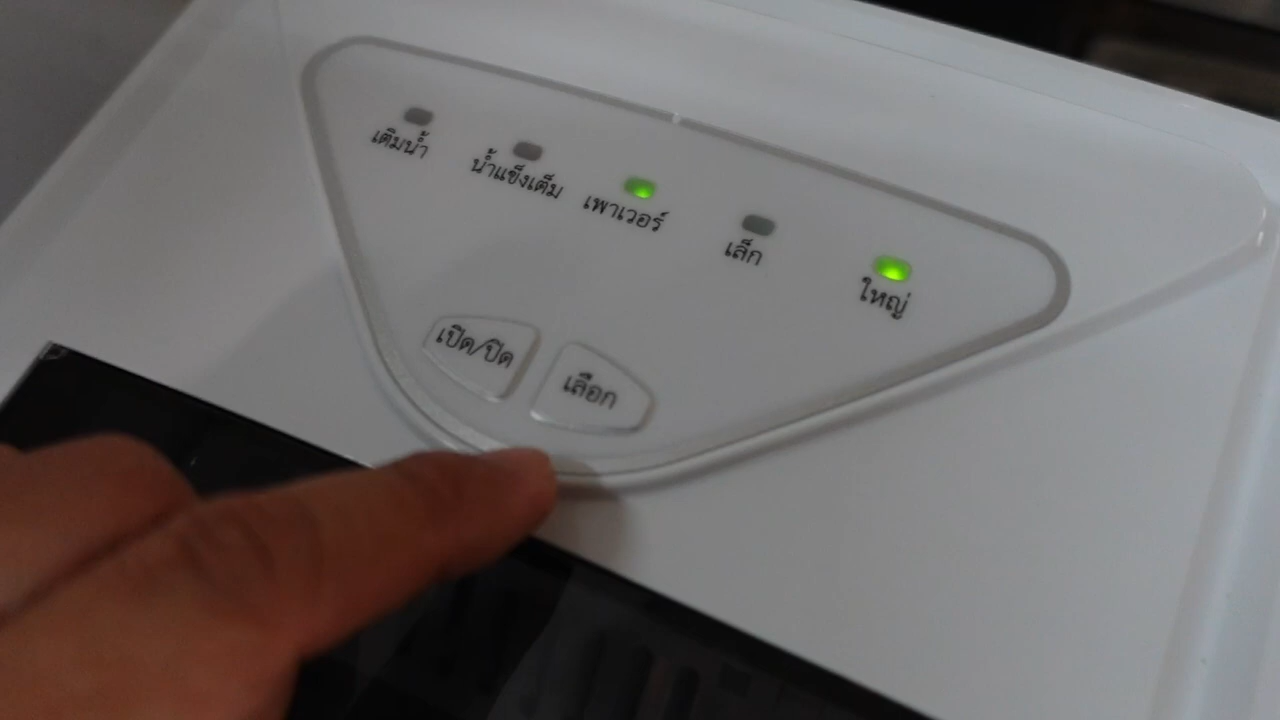 เติมน้ำ
น้ำแข็งเต็ม
เพาเวอร์
เล็ก
ใหญ่
เปิด/ปิด
เลือก